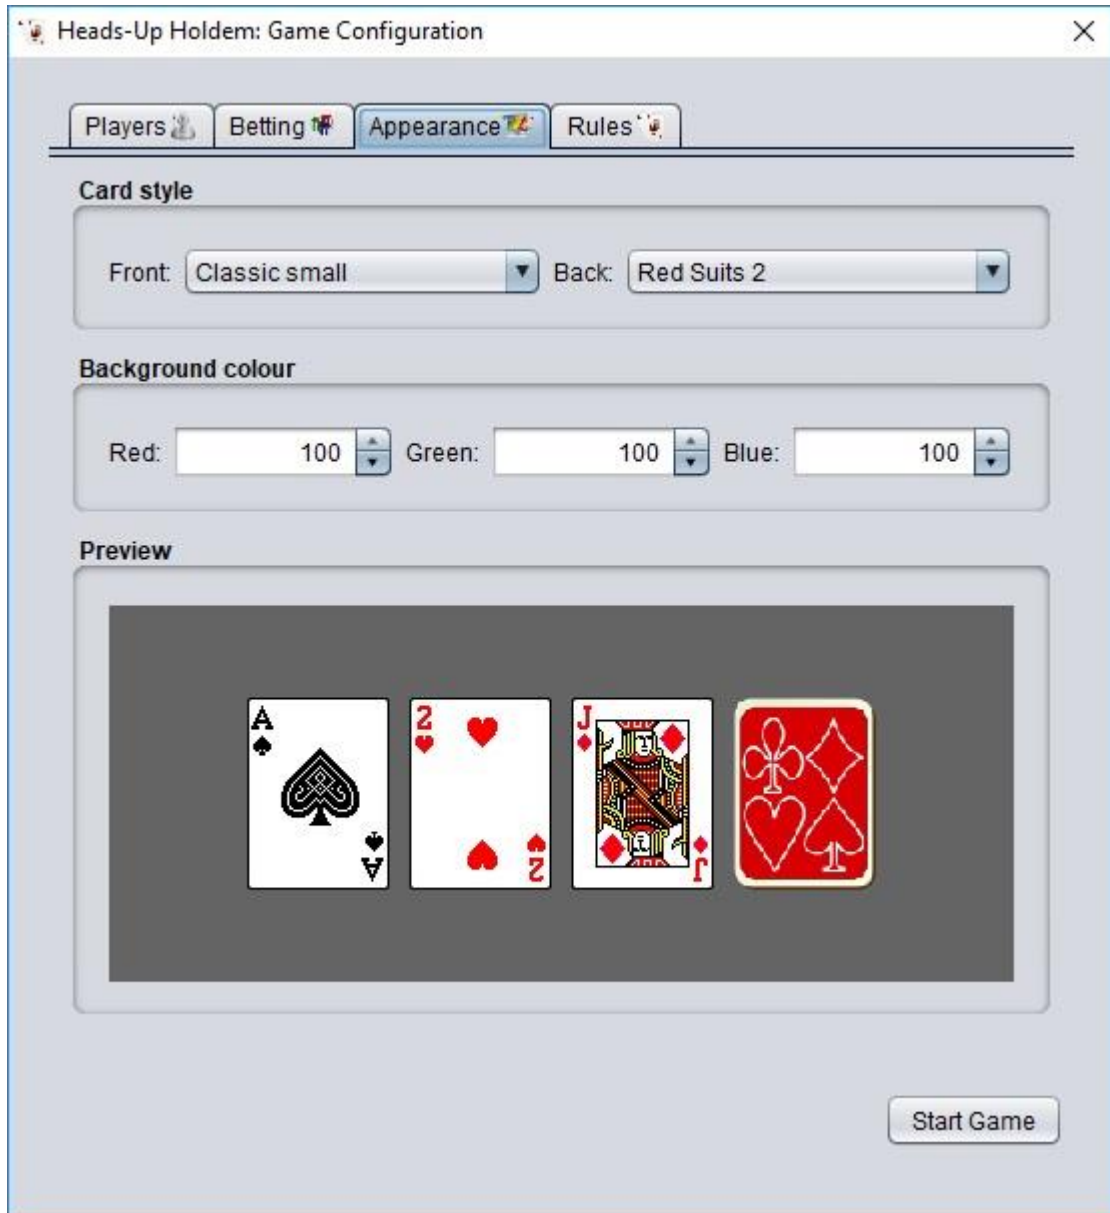 Heads-Up Holdem: Game Configuration
Players Betting Appearance Rules
Card style
Front: Classic small Back: Red Suits 2
Background colour
Red: 100 Green: 100 Blue: 100
Preview
A 2 J
A 2 J
Start Game